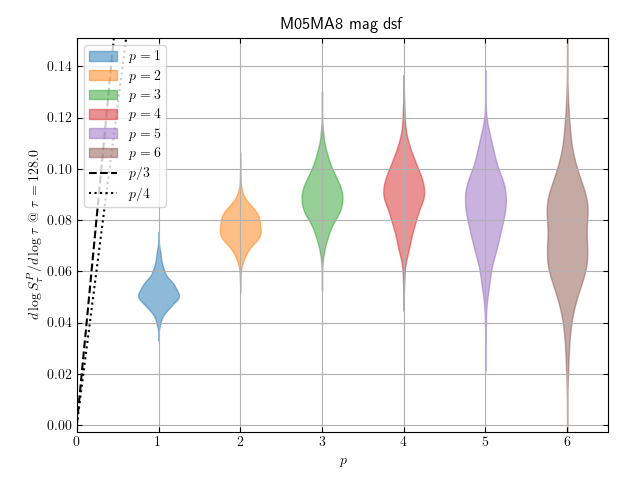 M05MA8 mag dsf
d log S_τ^P / d log τ @ τ = 128.0
0.14
0.12
0.10
0.08
0.06
0.04
0.02
0.00
p = 1
p = 2
p = 3
p = 4
p = 5
p = 6
p/3
p/4
0 1 2 3 4 5 6
p